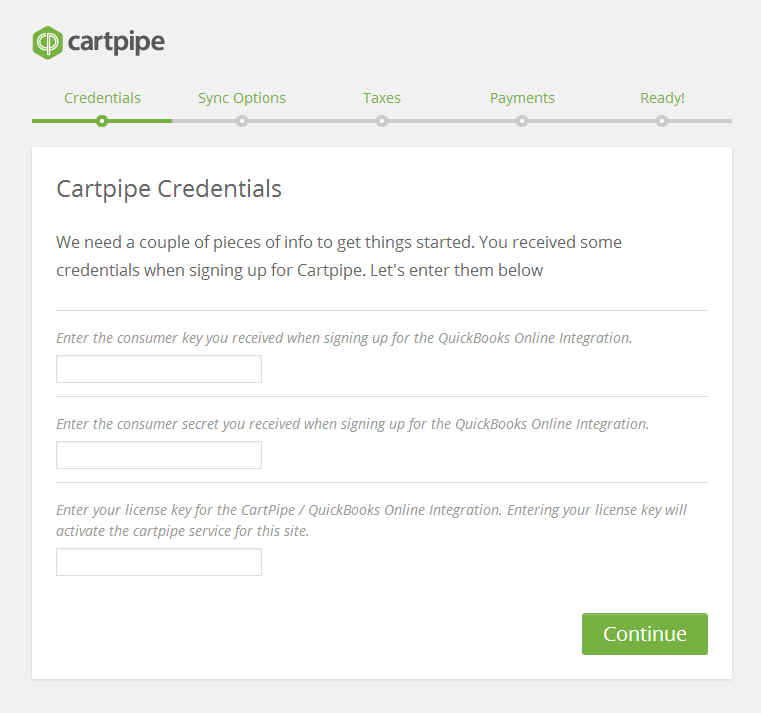 cartpipe
Credentials
Sync Options
Taxes
Payments
Ready!
Cartpipe Credentials
We need a couple of pieces of info to get things started. You received some
credentials when signing up for Cartpipe. Let's enter them below
Enter the consumer key you received when signing up for the QuickBooks Online Integration.
Enter the consumer secret you received when signing up for the QuickBooks Online Integration.
Enter your license key for the CartPipe / QuickBooks Online Integration. Entering your license key will
activate the cartpipe service for this site.
Continue